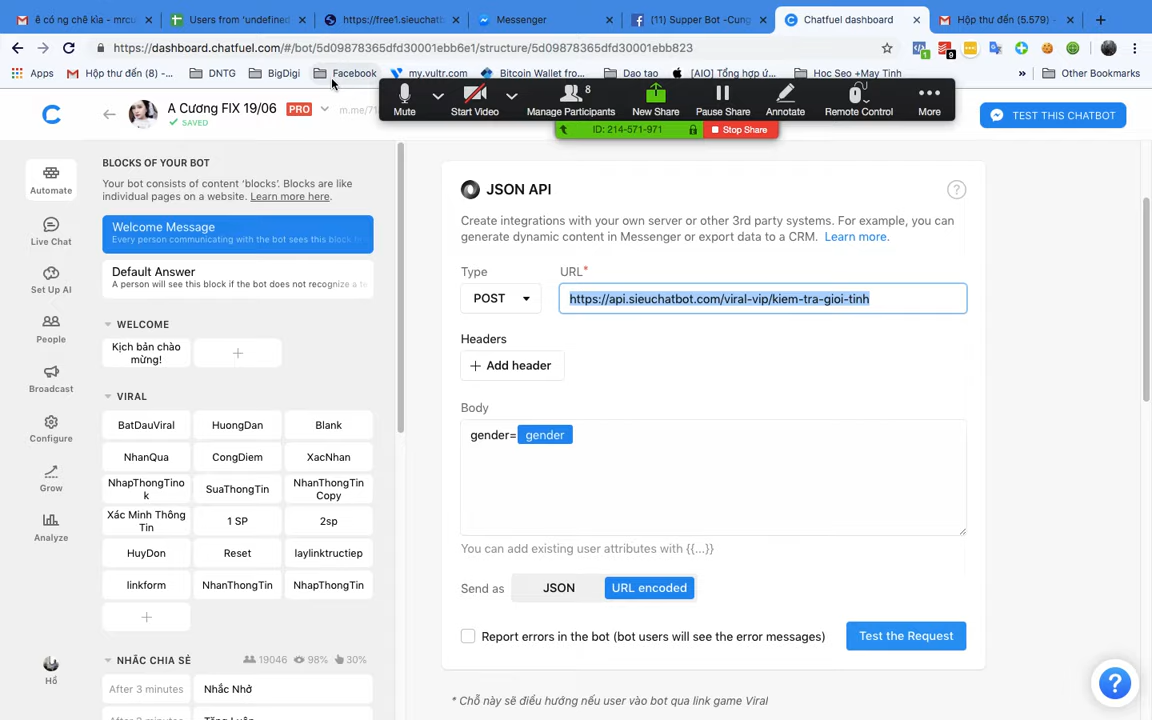 ê có ng chê kìa - mrcu
Users from 'undefined
https://free1.sieuchatb
Messenger
(11) Supper Bot -Cung
Chatfuel dashboard
Hộp thư đến (5.579) -
https://dashboard.chatfuel.com/#/bot/5d09878365dfd30001ebb6e1/structure/5d09878365dfd30001ebb823
Apps
Hộp thư đến (8) -...
DNTG
BigDigi
Facebook
my.vultr.com
Bitcoin Wallet fro...
Dao tao
[AIO] Tổng hợp ứ...
Hoc Seo +May Tinh
»
Other Bookmarks
A Cương FIX 19/06
PRO
m.me/71
SAVED
Mute
Start Video
Manage Participants
8
New Share
Pause Share
Annotate
Remote Control
More
ID: 214-571-971
Stop Share
TEST THIS CHATBOT
Automate
Live Chat
Set Up AI
People
Broadcast
Configure
Grow
Analyze
Hồ
BLOCKS OF YOUR BOT
Your bot consists of content 'blocks'. Blocks are like
individual pages on a website. Learn more here.
Welcome Message
Every person communicating with the bot sees this block
Default Answer
A person will see this block if the bot does not recognize a
WELCOME
Kịch bản chào
mừng!
VIRAL
BatDauViral
HuongDan
Blank
NhanQua
CongDiem
XacNhan
NhapThongTino
k
SuaThongTin
NhanThongTin
Copy
Xác Minh Thông
Tin
1 SP
2sp
HuyDon
Reset
laylinktructiep
linkform
NhanThongTin
NhapThongTin
NHẮC CHIA SẺ
19046
98%
30%
After 3 minutes
Nhắc Nhở
JSON API
Create integrations with your own server or other 3rd party systems. For example, you can
generate dynamic content in Messenger or export data to a CRM. Learn more.
Type
URL*
POST
https://api.sieuchatbot.com/viral-vip/kiem-tra-gioi-tinh
Headers
+ Add header
Body
gender= gender
You can add existing user attributes with {{...}}
Send as
JSON
URL encoded
Report errors in the bot (bot users will see the error messages)
Test the Request
* Chỗ này sẽ điều hướng nếu user vào bot qua link game Viral